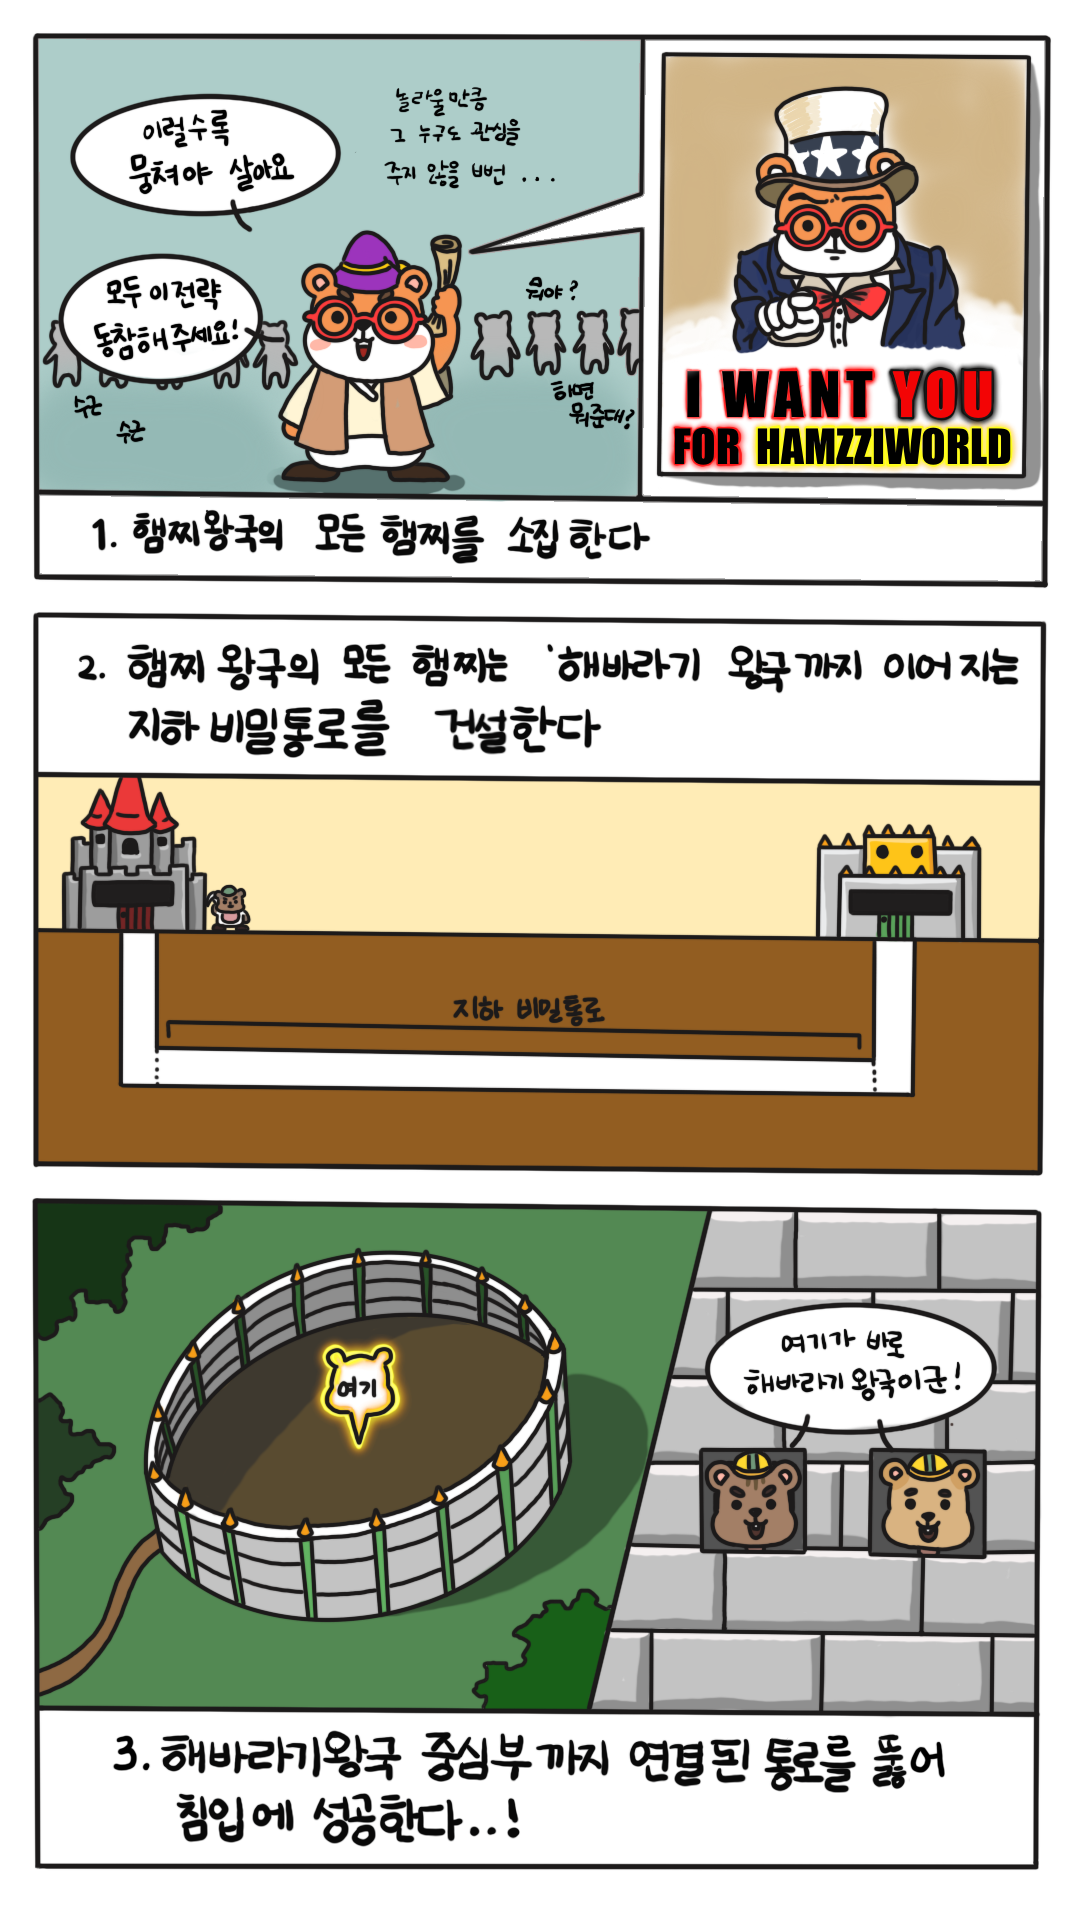 이럴수록
뭉쳐야 살아요
놀라울만큼
그 누구도 관심을
주지 않을 뻔 ...
모두 이 전략
동참해주세요!
수근
수근
뭐야?
하면
뭐준대?
I WANT YOU
FOR HAMZZIWORLD
1. 햄찌왕국의 모든 햄찌를 소집한다
2. 햄찌 왕국의 모든 햄찌는 '해바라기 왕국까지 이어지는
지하 비밀통로를 건설한다
지하 비밀통로
여기
여기가 바로
해바라기 왕국이군!
3. 해바라기왕국 중심부까지 연결된 통로를 뚫어
침입에 성공한다..!